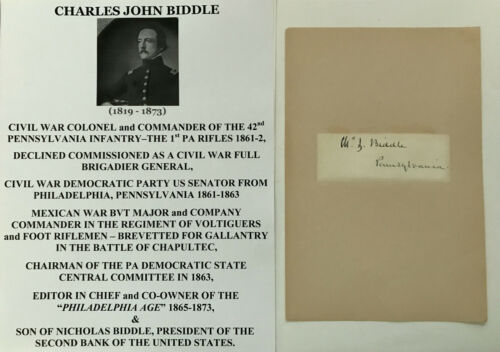 CHARLES JOHN BIDDLE
(1819 - 1873)
CIVIL WAR COLONEL and COMMANDER OF THE 42nd
PENNSYLVANIA INFANTRY–THE 1st PA RIFLES 1861-2,
DECLINED COMMISSIONED AS A CIVIL WAR FULL
BRIGADIER GENERAL,
CIVIL WAR DEMOCRATIC PARTY US SENATOR FROM
PHILADELPHIA, PENNSYLVANIA 1861-1863
MEXICAN WAR BVT MAJOR and COMPANY
COMMANDER IN THE REGIMENT OF VOLTIGUERS
and FOOT RIFLEMEN – BREVETTED FOR GALLANTRY
IN THE BATTLE OF CHAPULTEC,
CHAIRMAN OF THE PA DEMOCRATIC STATE
CENTRAL COMMITTEE IN 1863,
EDITOR IN CHIEF and CO-OWNER OF THE
“PHILADELPHIA AGE” 1865-1873,
&
SON OF NICHOLAS BIDDLE, PRESIDENT OF THE
SECOND BANK OF THE UNITED STATES.
Chs J. Biddle
Pennsylvania